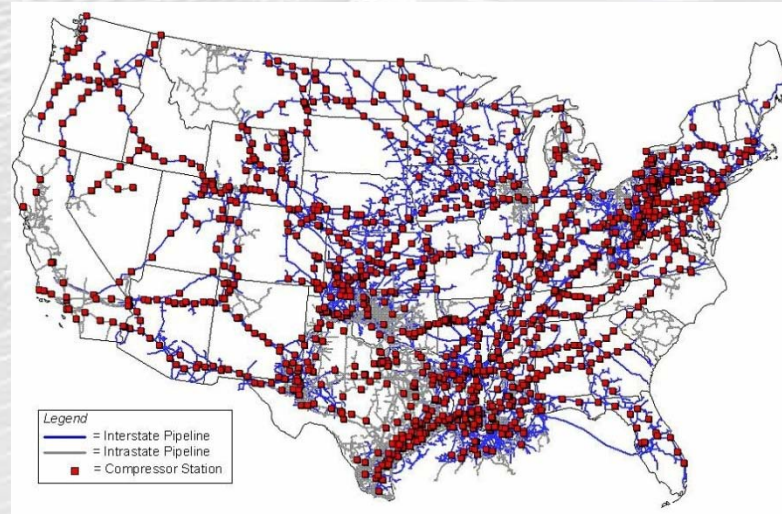 Legend
= Interstate Pipeline
= Intrastate Pipeline
= Compressor Station